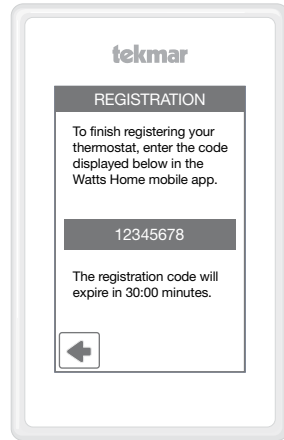 tekmar
REGISTRATION
To finish registering your
thermostat, enter the code
displayed below in the
Watts Home mobile app.
12345678
The registration code will
expire in 30:00 minutes.